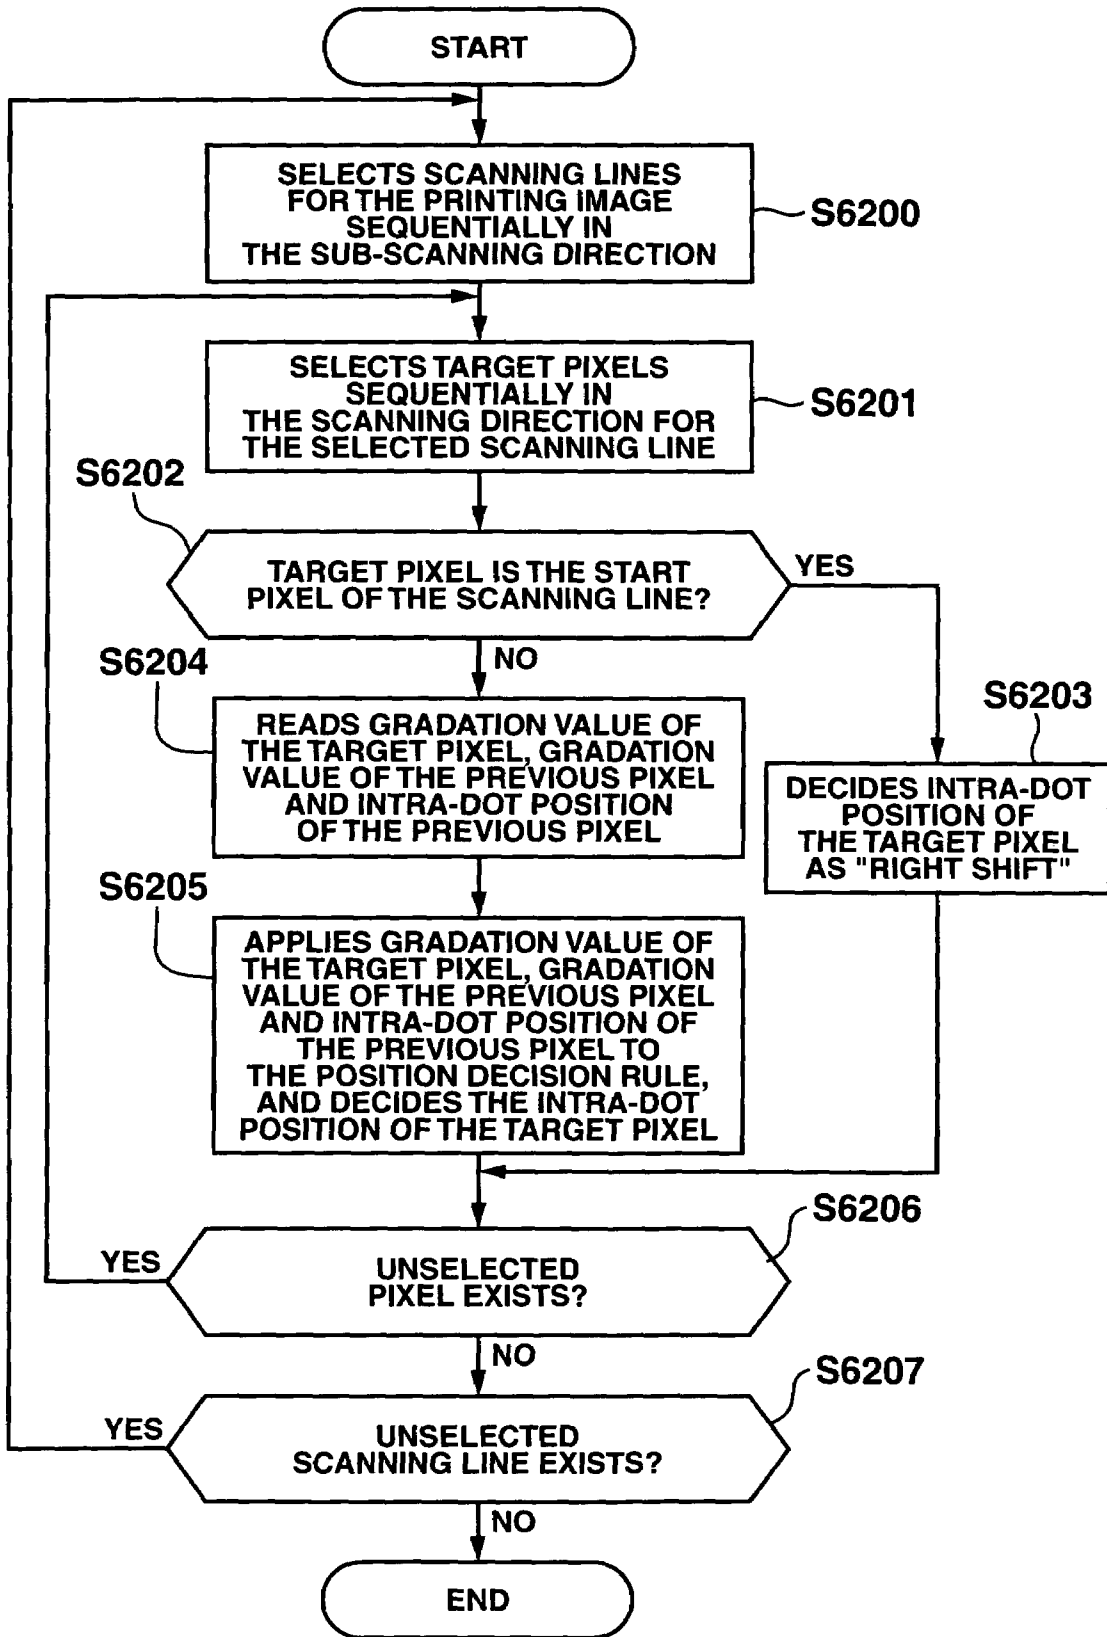 START
SELECTS SCANNING LINES
FOR THE PRINTING IMAGE
SEQUENTIALLY IN
THE SUB-SCANNING DIRECTION
S6200
SELECTS TARGET PIXELS
SEQUENTIALLY IN
THE SCANNING DIRECTION FOR
THE SELECTED SCANNING LINE
S6201
S6202
TARGET PIXEL IS THE START
PIXEL OF THE SCANNING LINE?
YES
NO
S6204
READS GRADATION VALUE OF
THE TARGET PIXEL, GRADATION
VALUE OF THE PREVIOUS PIXEL
AND INTRA-DOT POSITION
OF THE PREVIOUS PIXEL
S6203
DECIDES INTRA-DOT
POSITION OF
THE TARGET PIXEL
AS "RIGHT SHIFT"
S6205
APPLIES GRADATION VALUE OF
THE TARGET PIXEL, GRADATION
VALUE OF THE PREVIOUS PIXEL
AND INTRA-DOT POSITION OF
THE PREVIOUS PIXEL TO
THE POSITION DECISION RULE,
AND DECIDES THE INTRA-DOT
POSITION OF THE TARGET PIXEL
S6206
YES
UNSELECTED
PIXEL EXISTS?
NO
S6207
YES
UNSELECTED
SCANNING LINE EXISTS?
NO
END